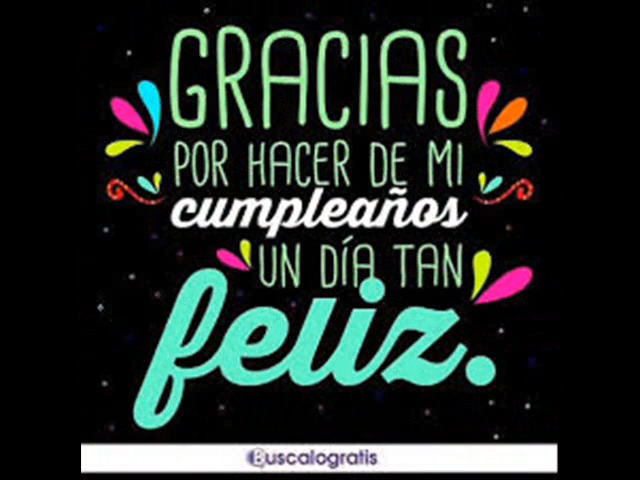 GRACIAS
POR HACER DE MI
cumpleaños
UN DÍA TAN
feliz.
Buscalogratis